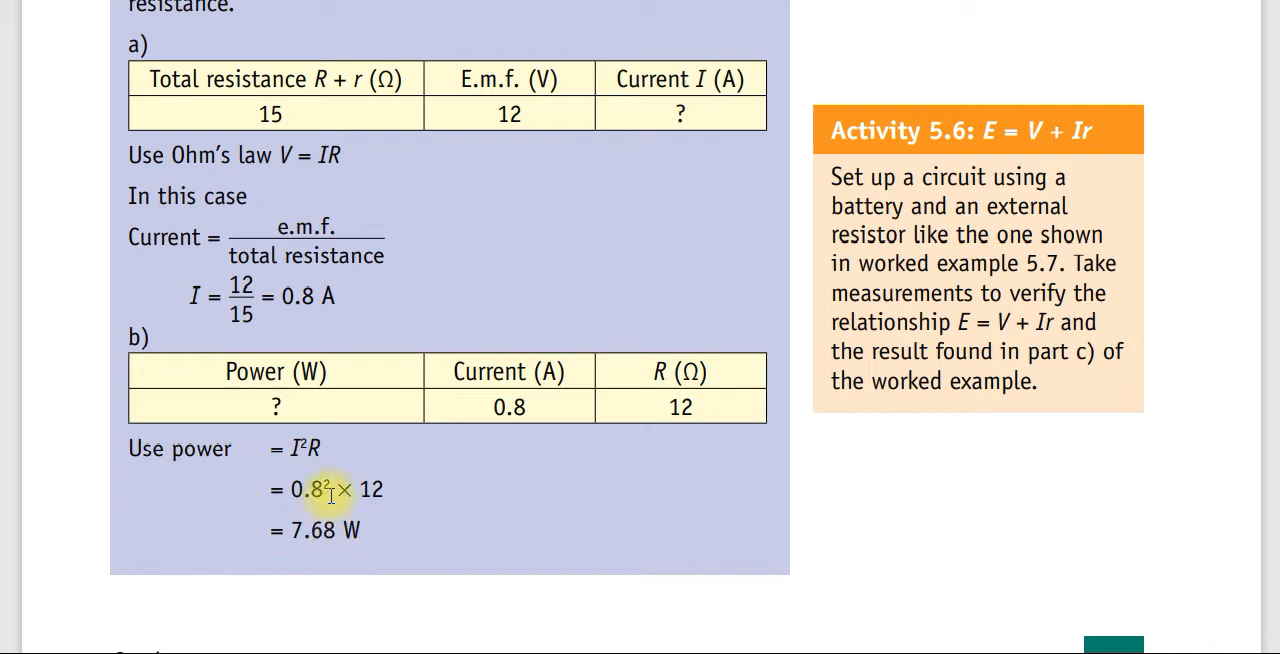 resistance.
a)
Total resistance R + r (Ω) E.m.f. (V) Current I (A)
15 12 ?
Use Ohm's law V = IR
In this case
Current = e.m.f. / total resistance
I = 12/15 = 0.8 A
b)
Power (W) Current (A) R (Ω)
? 0.8 12
Use power = I²R
= 0.8² × 12
= 7.68 W
Activity 5.6: E = V + Ir
Set up a circuit using a
battery and an external
resistor like the one shown
in worked example 5.7. Take
measurements to verify the
relationship E = V + Ir and
the result found in part c) of
the worked example.